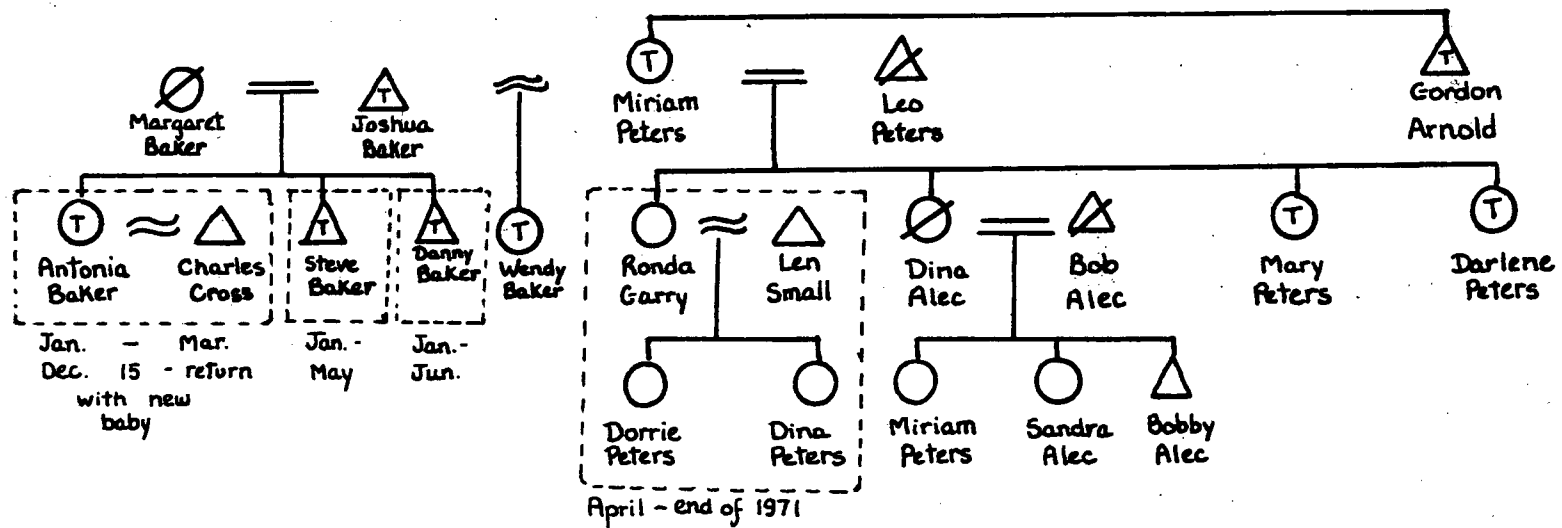 T
T
Miriam
Peters
Leo
Peters
Gordon
Arnold
Margaret
Baker
T
Joshua
Baker
T
Antonia
Baker
Charles
Cross
T
Steve
Baker
T
Danny
Baker
T
Wendy
Baker
Ronda
Garry
Len
Small
Dina
Alec
Bob
Alec
T
Mary
Peters
T
Darlene
Peters
Jan. - Mar.
Dec. 15 - return
with new
baby
Jan. -
May
Jan. -
Jun.
Dorrie
Peters
Dina
Peters
Miriam
Peters
Sandra
Alec
Bobby
Alec
April - end of 1971